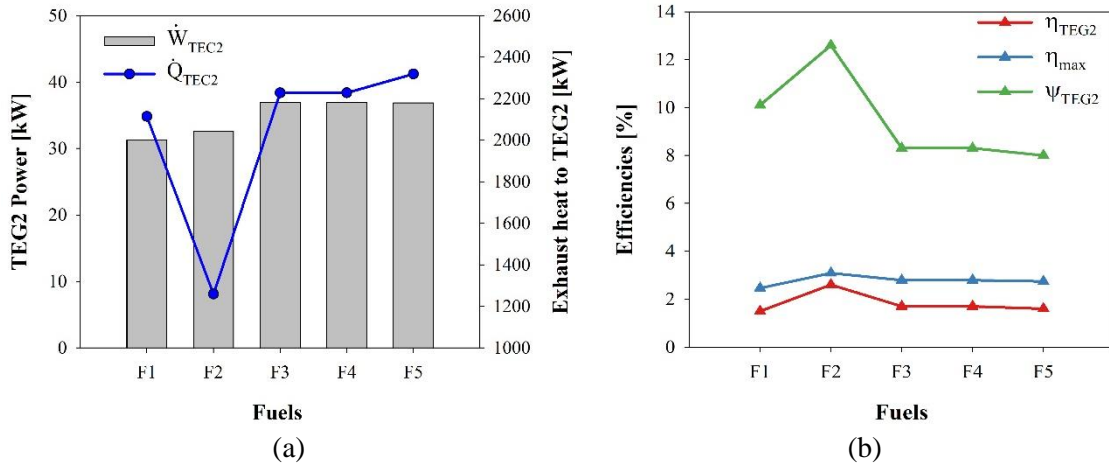 50
40
30
20
10
0
TEG2 Power [kW]
Ẇ_TEC2
Q̇_TEC2
2600
2400
2200
2000
1800
1600
1400
1200
1000
Exhaust heat to TEG2 [kW]
F1 F2 F3 F4 F5
Fuels
(a)
14
12
10
8
6
4
2
0
Efficiencies [%]
η_TEG2
η_max
ψ_TEG2
F1 F2 F3 F4 F5
Fuels
(b)